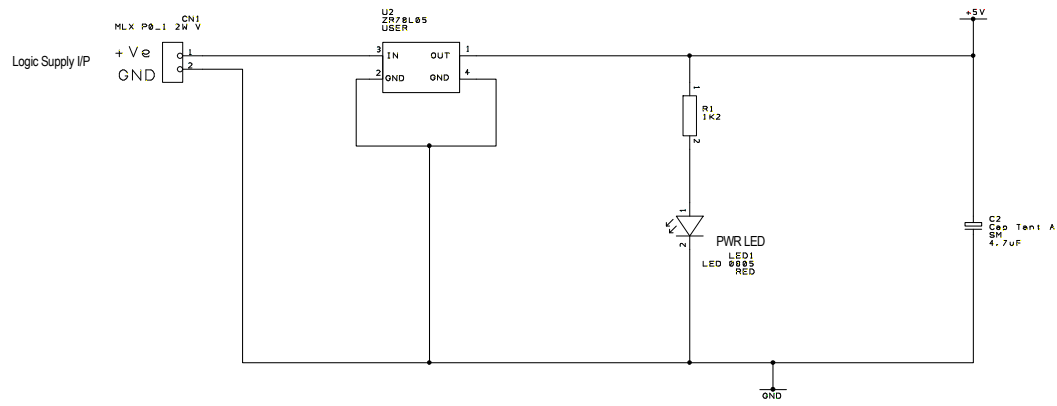 CN1
MLX P0_1 2W V
Logic Supply I/P
+Ve
GND
1
2
U2
ZR78L05
USER
3
IN
OUT
1
2
GND
GND
4
+5V
1
R1
1K2
2
1
2
PWR LED
LED1
LED 0805
RED
C2
Cap Tant A
SM
4.7uF
GND